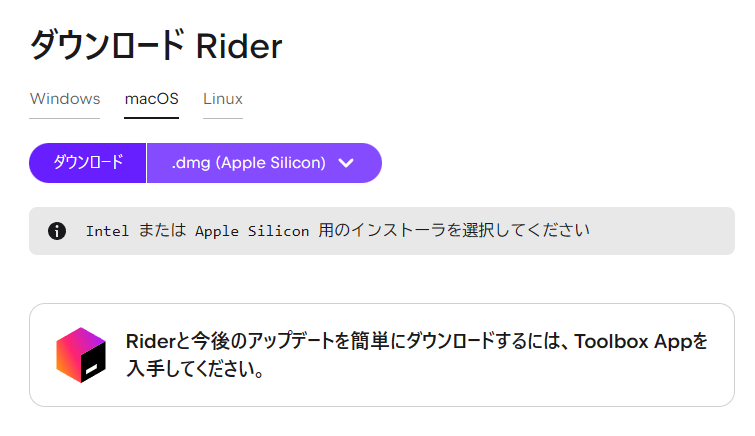 ダウンロード Rider
Windows macOS Linux
ダウンロード .dmg (Apple Silicon)
Intel または Apple Silicon 用のインストーラを選択してください
Riderと今後のアップデートを簡単にダウンロードするには、Toolbox Appを
入手してください。